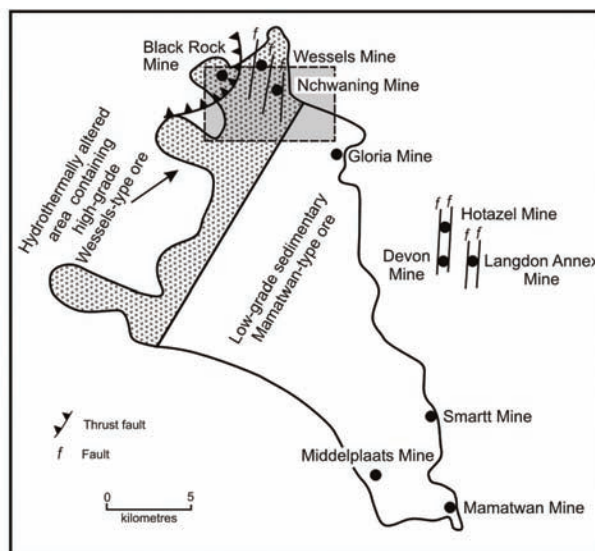 Black Rock
Mine
f
f
f
Wessels Mine
Nchwaning Mine
Gloria Mine
Hydrothermally altered
area containing
high-grade
Wessels-type ore
Low-grade sedimentary
Mamatwan-type ore
f f
Hotazel Mine
f f
Devon
Mine
Langdon Annex
Mine
Smartt Mine
Middelplaats Mine
Mamatwan Mine
Thrust fault
f Fault
0 5
kilometres